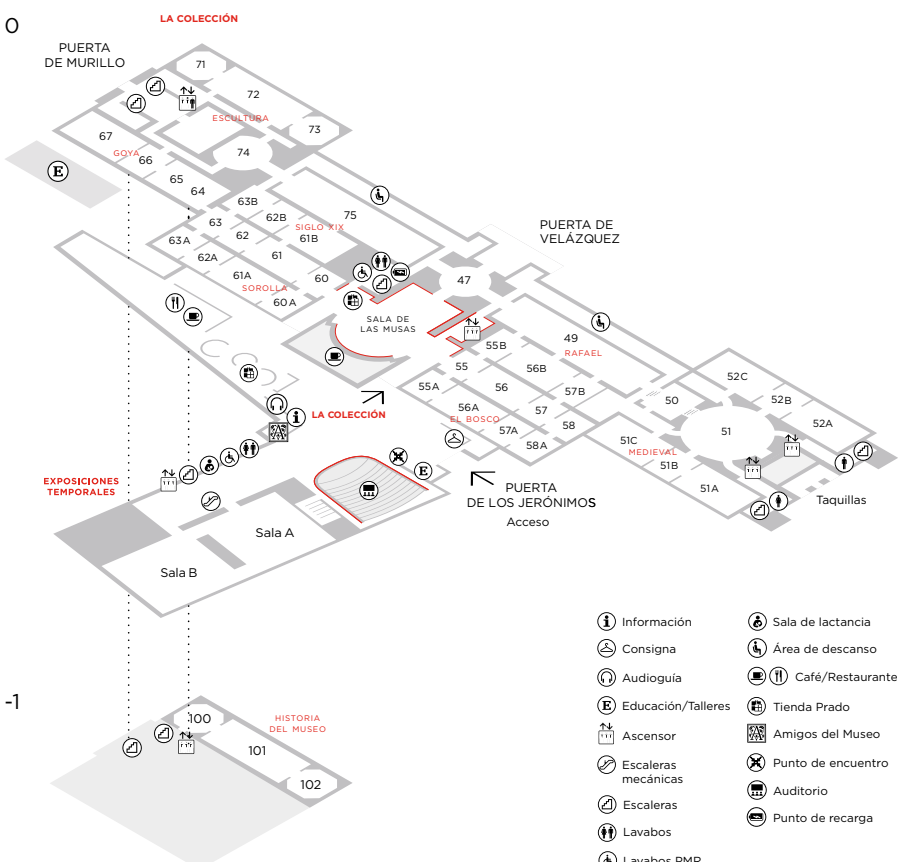 0
LA COLECCIÓN
PUERTA
DE MURILLO
71
72
ESCULTURA
73
67
GOYA
66
74
65
64
E
63B
62B
75
SIGLO XIX
61B
63
62
63A
62A
61
61A
60
SOROLLA
60A
PUERTA DE
VELÁZQUEZ
47
SALA DE
LAS MUSAS
49
RAFAEL
55B
55
56B
55A
56
57B
56A
EL BOSCO
57
57A
58
58A
50
52C
52B
52A
51
51C
MEDIEVAL
51B
51A
LA COLECCIÓN
EXPOSICIONES
TEMPORALES
E
PUERTA
DE LOS JERÓNIMOS
Acceso
Taquillas
Sala A
Sala B
-1
100
HISTORIA
DEL MUSEO
101
102
i Información
Consigna
Audioguía
E Educación/Talleres
Ascensor
Escaleras
mecánicas
Escaleras
Lavabos
Lavabos PMR
Sala de lactancia
Área de descanso
Café/Restaurante
Tienda Prado
Amigos del Museo
Punto de encuentro
Auditorio
Punto de recarga